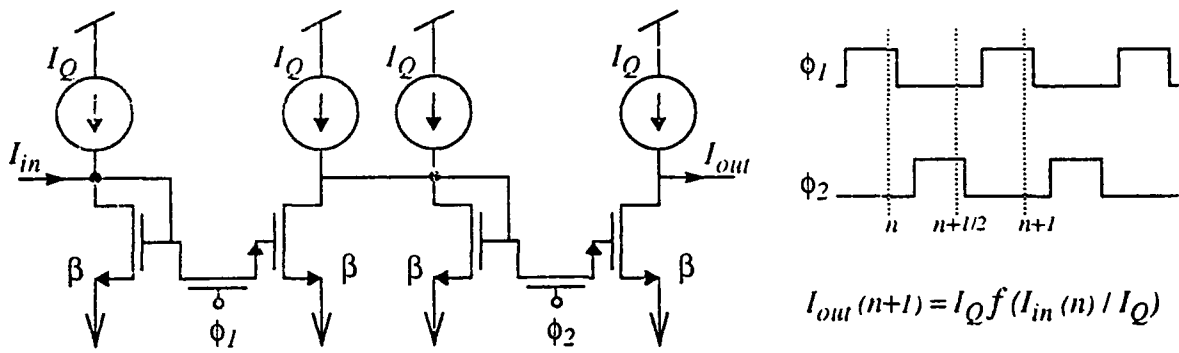 I_Q I_Q I_Q I_Q
I_in
I_out
β β β β
ϕ_1 ϕ_2
ϕ_1
ϕ_2
n n+1/2 n+1
I_out (n+1) = I_Q f (I_in (n) / I_Q)